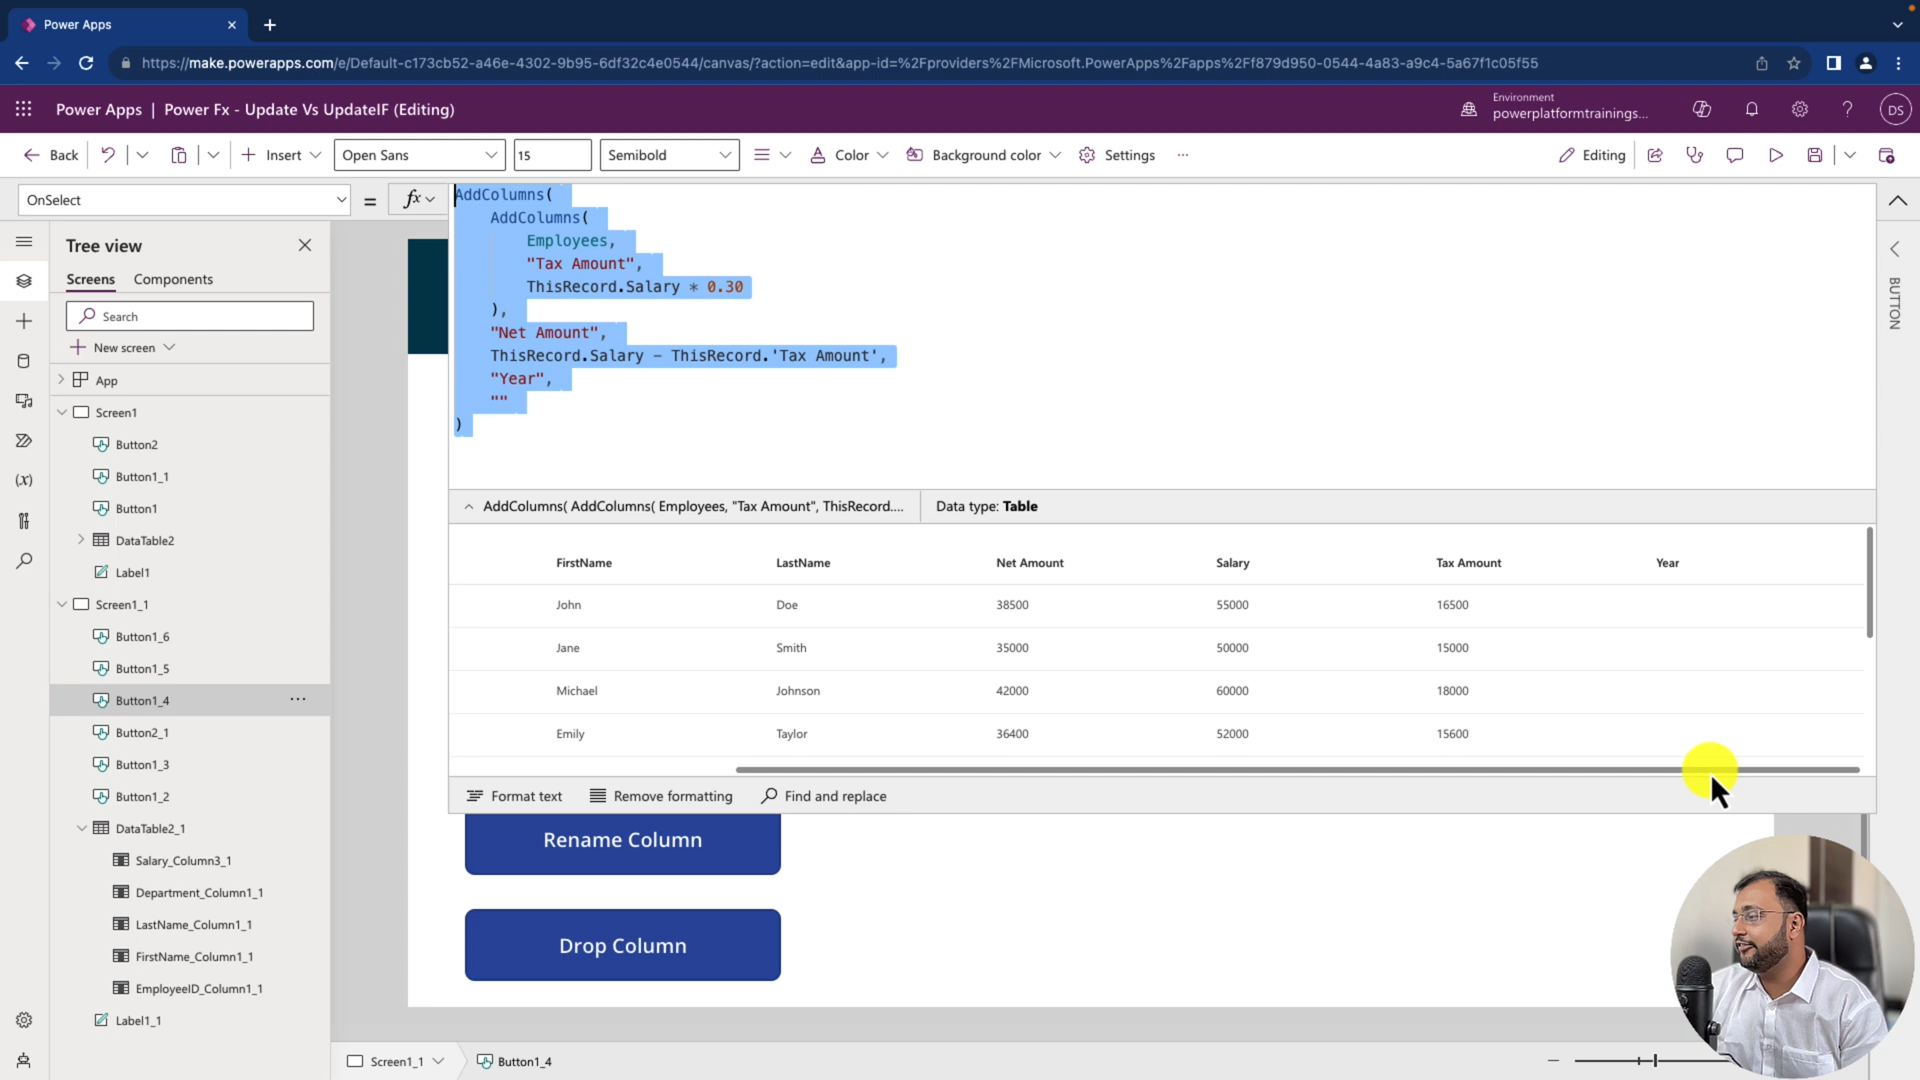 Power Apps
https://make.powerapps.com/e/Default-c173cb52-a46e-4302-9b95-6df32c4e0544/canvas/?action=edit&app-id=%2Fproviders%2FMicrosoft.PowerApps%2Fapps%2Ff879d950-0544-4a83-a9c4-5a67f1c05f55
Power Apps | Power Fx - Update Vs UpdateIF (Editing)
Environment
powerplatformtrainings...
DS
Back
Insert
Open Sans
15
Semibold
Color
Background color
Settings
Editing
OnSelect
=
fx
AddColumns(
AddColumns(
Employees,
"Tax Amount",
ThisRecord.Salary * 0.30
),
"Net Amount",
ThisRecord.Salary - ThisRecord.'Tax Amount',
"Year",
""
)
AddColumns( AddColumns( Employees, "Tax Amount", ThisRecord....
Data type: Table
FirstName LastName Net Amount Salary Tax Amount Year
John Doe 38500 55000 16500
Jane Smith 35000 50000 15000
Michael Johnson 42000 60000 18000
Emily Taylor 36400 52000 15600
Format text
Remove formatting
Find and replace
Tree view
Screens
Components
Search
New screen
App
Screen1
Button2
Button1_1
Button1
DataTable2
Label1
Screen1_1
Button1_6
Button1_5
Button1_4
Button2_1
Button1_3
Button1_2
DataTable2_1
Salary_Column3_1
Department_Column1_1
LastName_Column1_1
FirstName_Column1_1
EmployeeID_Column1_1
Label1_1
BUTTON
Rename Column
Drop Column
Screen1_1
Button1_4